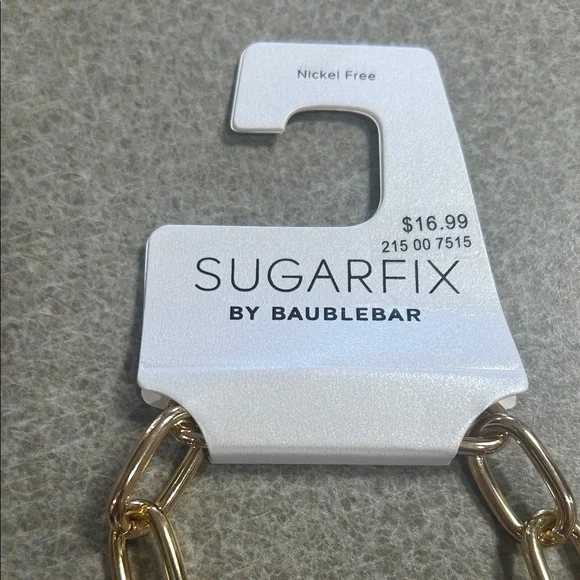 Nickel Free
$16.99
215 00 7515
SUGARFIX
BY BAUBLEBAR